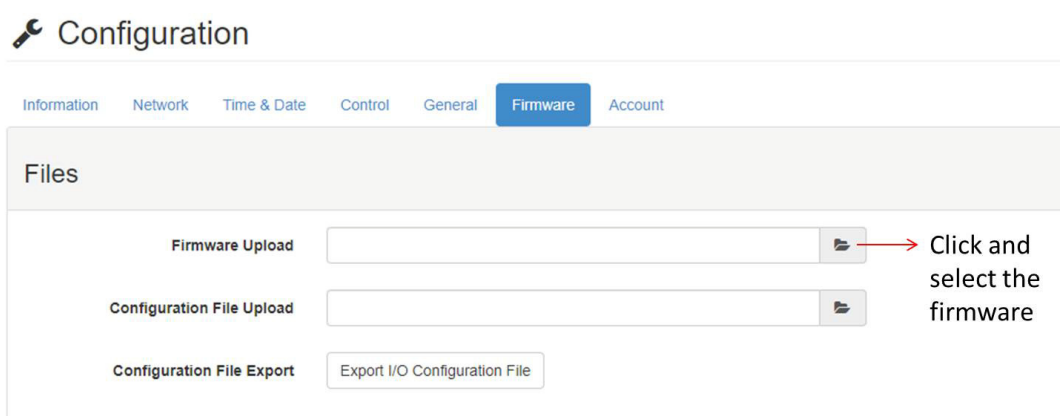 Configuration
Information Network Time & Date Control General Firmware Account
Files
Firmware Upload
Click and
select the
firmware
Configuration File Upload
Configuration File Export Export I/O Configuration File